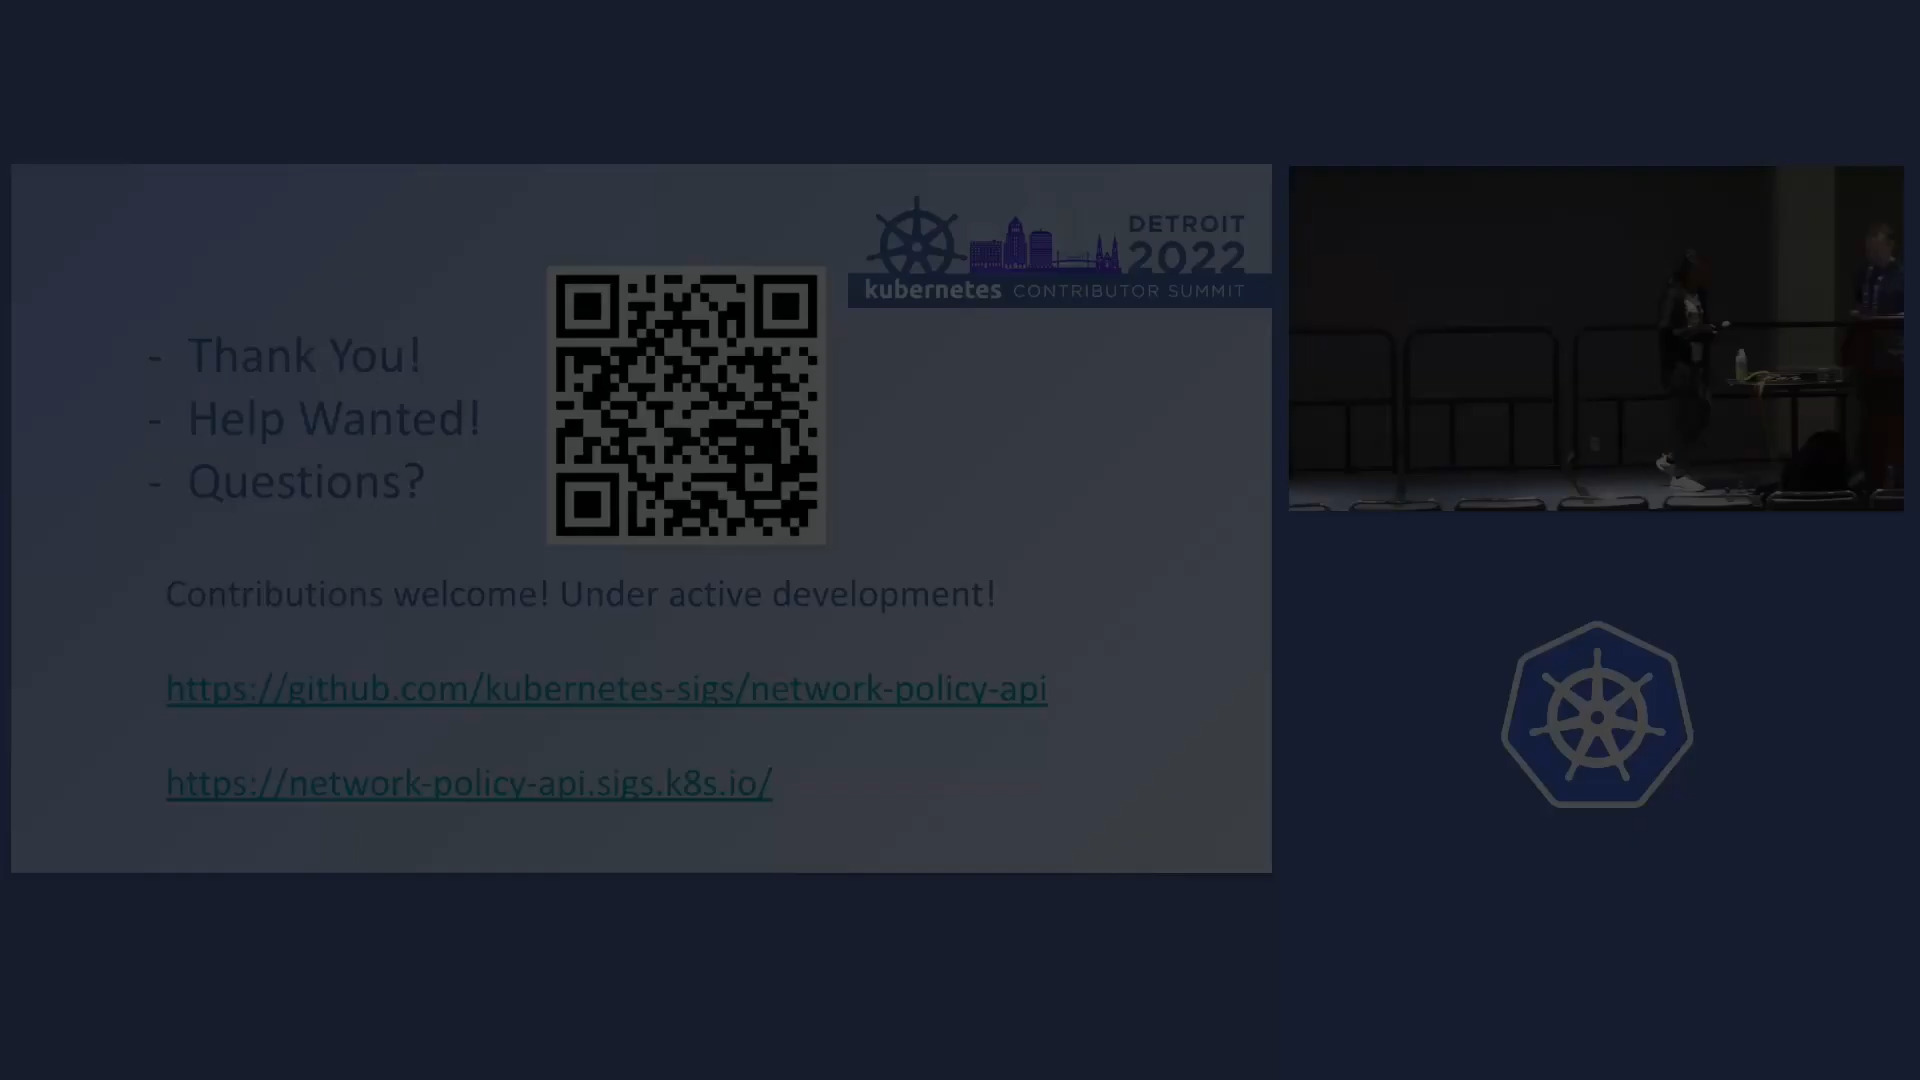 DETROIT
2022
kubernetes CONTRIBUTOR SUMMIT
- Thank You!
- Help Wanted!
- Questions?
Contributions welcome! Under active development!
https://github.com/kubernetes-sigs/network-policy-api
https://network-policy-api.sigs.k8s.io/